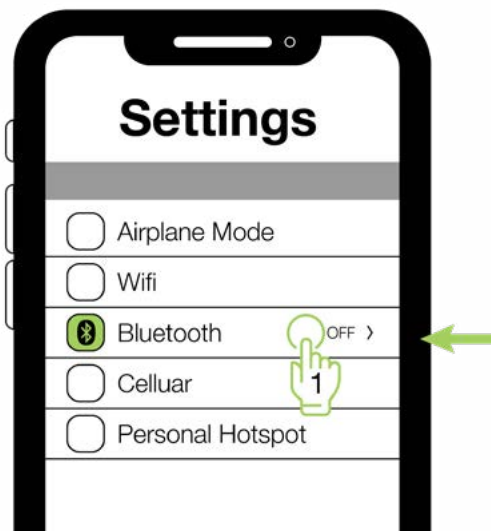 Settings
Airplane Mode
Wifi
Bluetooth OFF >
1
Celluar
Personal Hotspot